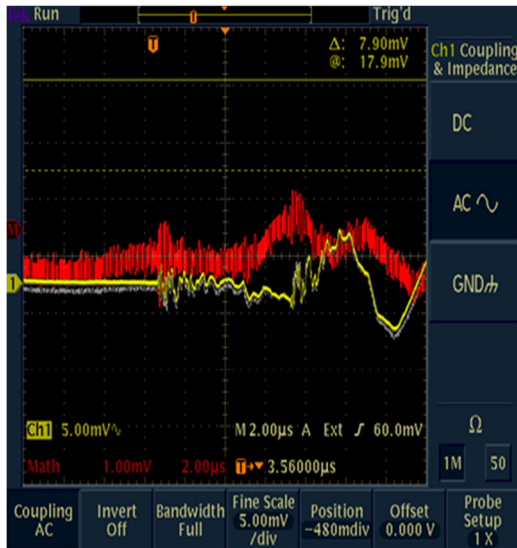 Tek Run Trig'd
T
Δ: 7.90mV
@: 17.9mV
Ch1 Coupling
& Impedance
DC
AC
M
1
GND
Ch1 5.00mV∿ M 2.00µs A Ext ∫ 60.0mV
Math 1.00mV 2.00µs T→▼ 3.56000µs
Ω
1M 50
Coupling
AC
Invert
Off
Bandwidth
Full
Fine Scale
5.00mV
/div
Position
-480mdiv
Offset
0.000 V
Probe
Setup
1 X